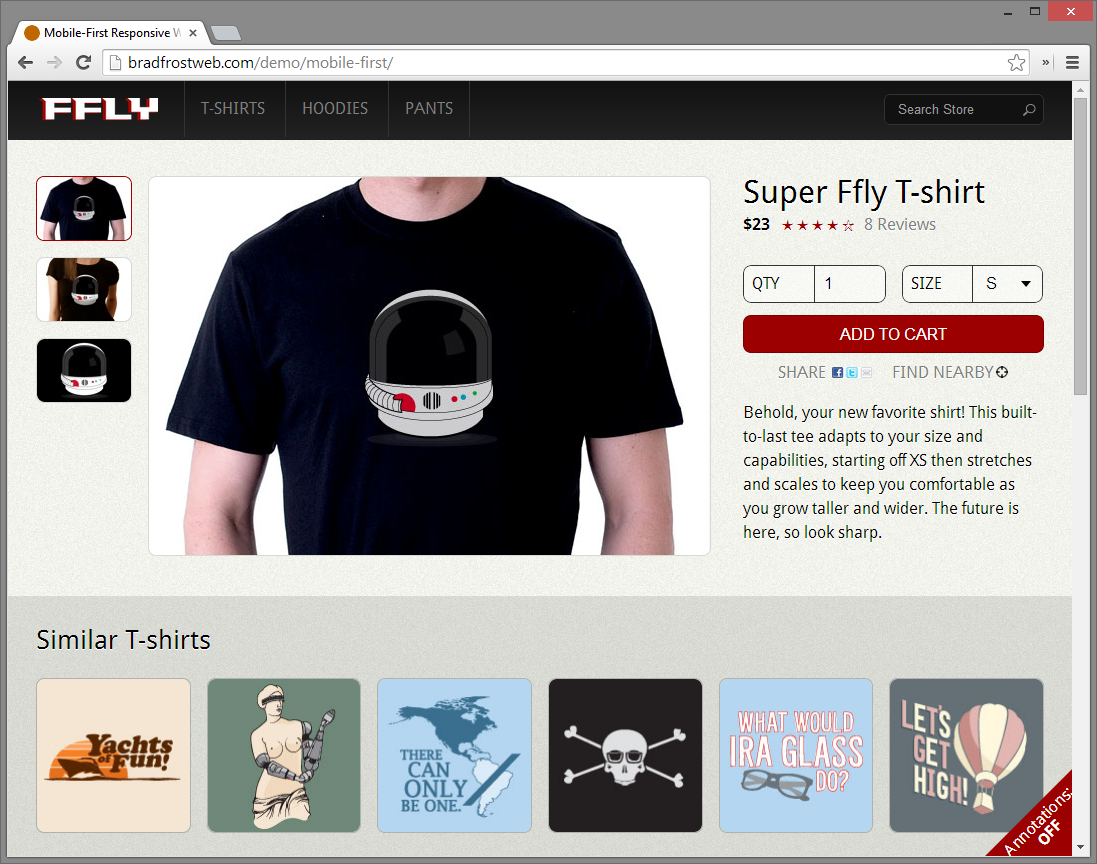 Mobile-First Responsive W
bradfrostweb.com/demo/mobile-first/
FFLY
T-SHIRTS
HOODIES
PANTS
Search Store
Super Ffly T-shirt
$23
8 Reviews
QTY
1
SIZE
S
ADD TO CART
SHARE
FIND NEARBY
Behold, your new favorite shirt! This built-
to-last tee adapts to your size and
capabilities, starting off XS then stretches
and scales to keep you comfortable as
you grow taller and wider. The future is
here, so look sharp.
Similar T-shirts
Yachts
of Fun!
THERE
CAN
ONLY
BE ONE.
WHAT WOULD
IRA GLASS
DO?
LET'S
GET
HIGH!
Annotations:
OFF